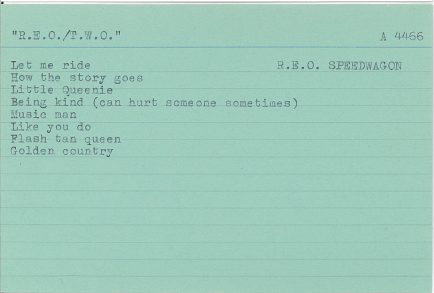 "R.E.O./T.W.O." A 4466
Let me ride R.E.O. SPEEDWAGON
How the story goes
Little Queenie
Being kind (can hurt someone sometimes)
Music man
Like you do
Flash tan queen
Golden country